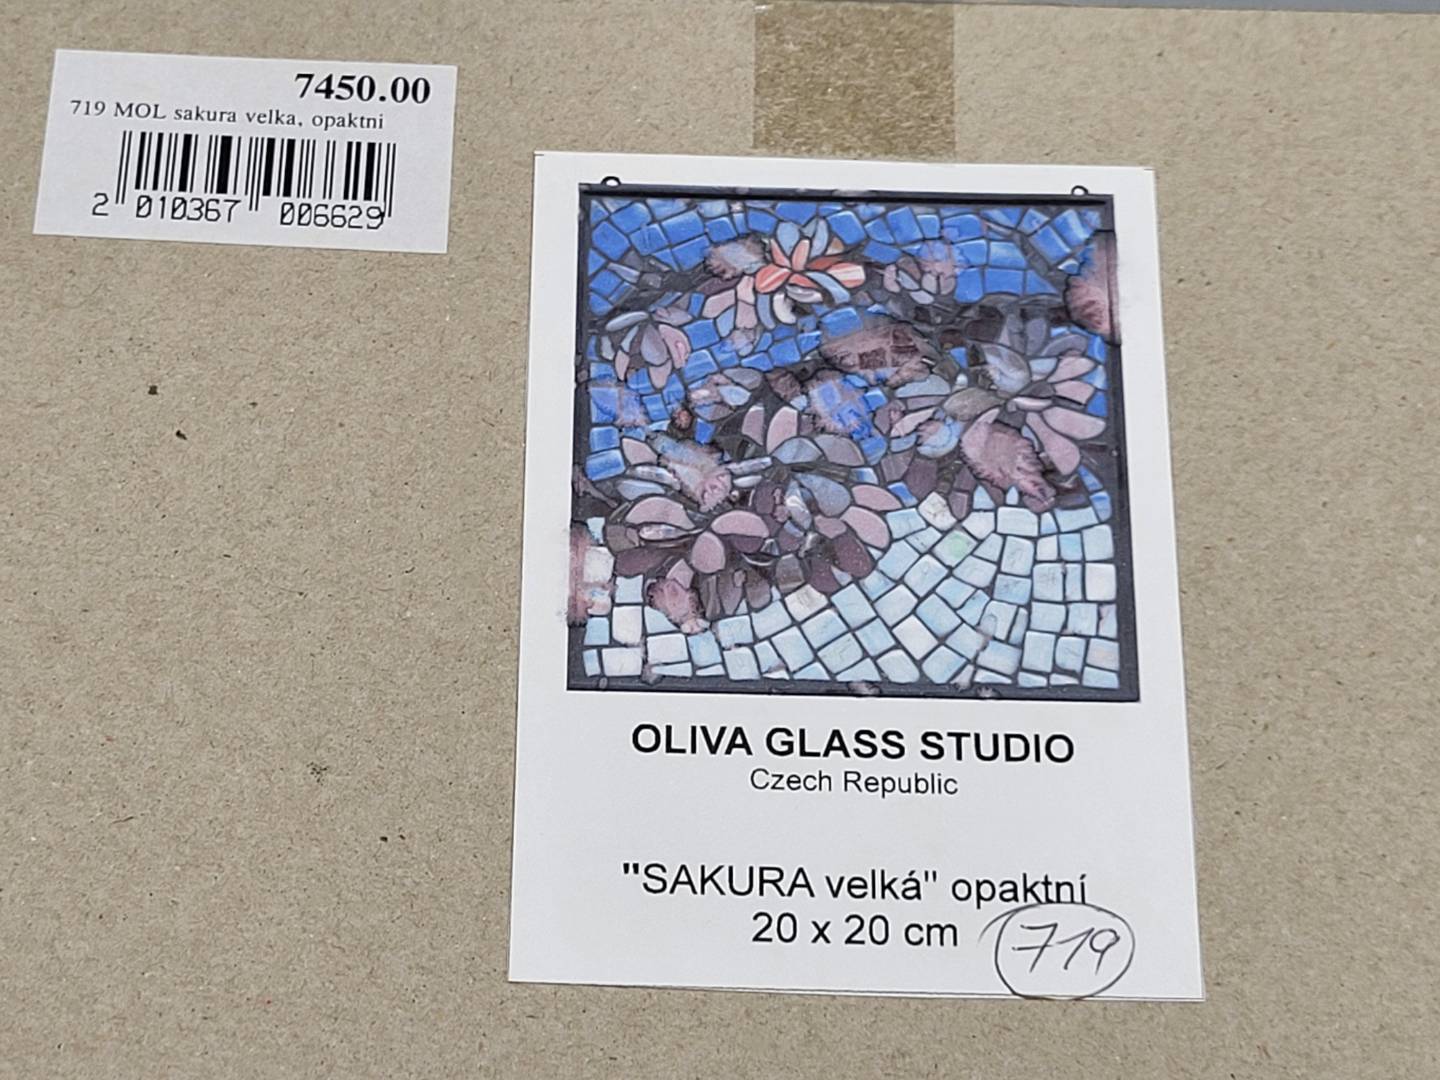 7450.00
719 MOL sakura velka, opaktni
2 010367 006629
OLIVA GLASS STUDIO
Czech Republic
"SAKURA velká" opaktní
20 x 20 cm
719